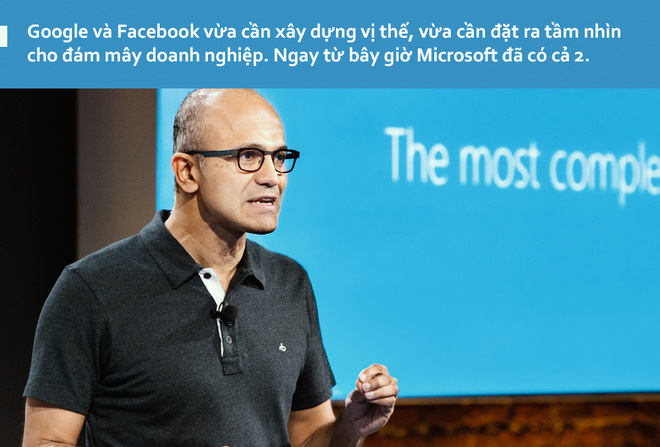 Google và Facebook vừa cần xây dựng vị thế, vừa cần đặt ra tầm nhìn
cho đám mây doanh nghiệp. Ngay từ bây giờ Microsoft đã có cả 2.
The most comple